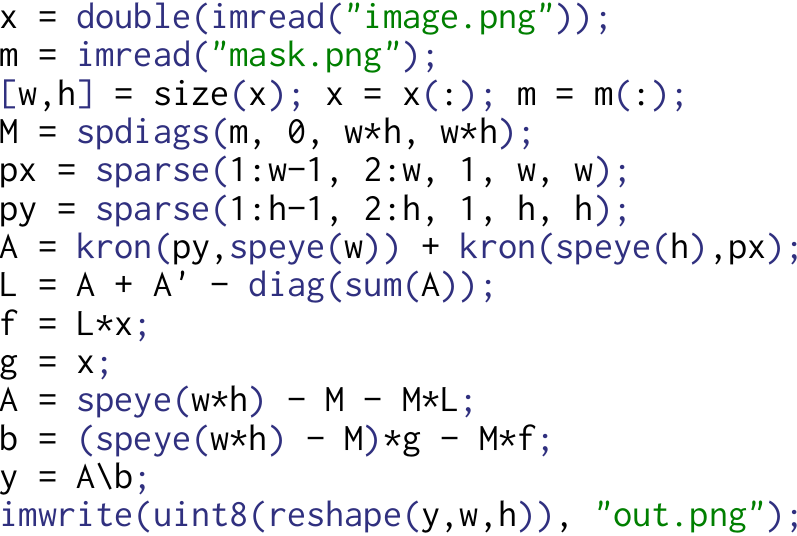 x = double(imread("image.png"));
m = imread("mask.png");
[w,h] = size(x); x = x(:); m = m(:);
M = spdiags(m, 0, w*h, w*h);
px = sparse(1:w-1, 2:w, 1, w, w);
py = sparse(1:h-1, 2:h, 1, h, h);
A = kron(py,speye(w)) + kron(speye(h),px);
L = A + A' - diag(sum(A));
f = L*x;
g = x;
A = speye(w*h) - M - M*L;
b = (speye(w*h) - M)*g - M*f;
y = A\b;
imwrite(uint8(reshape(y,w,h)), "out.png");